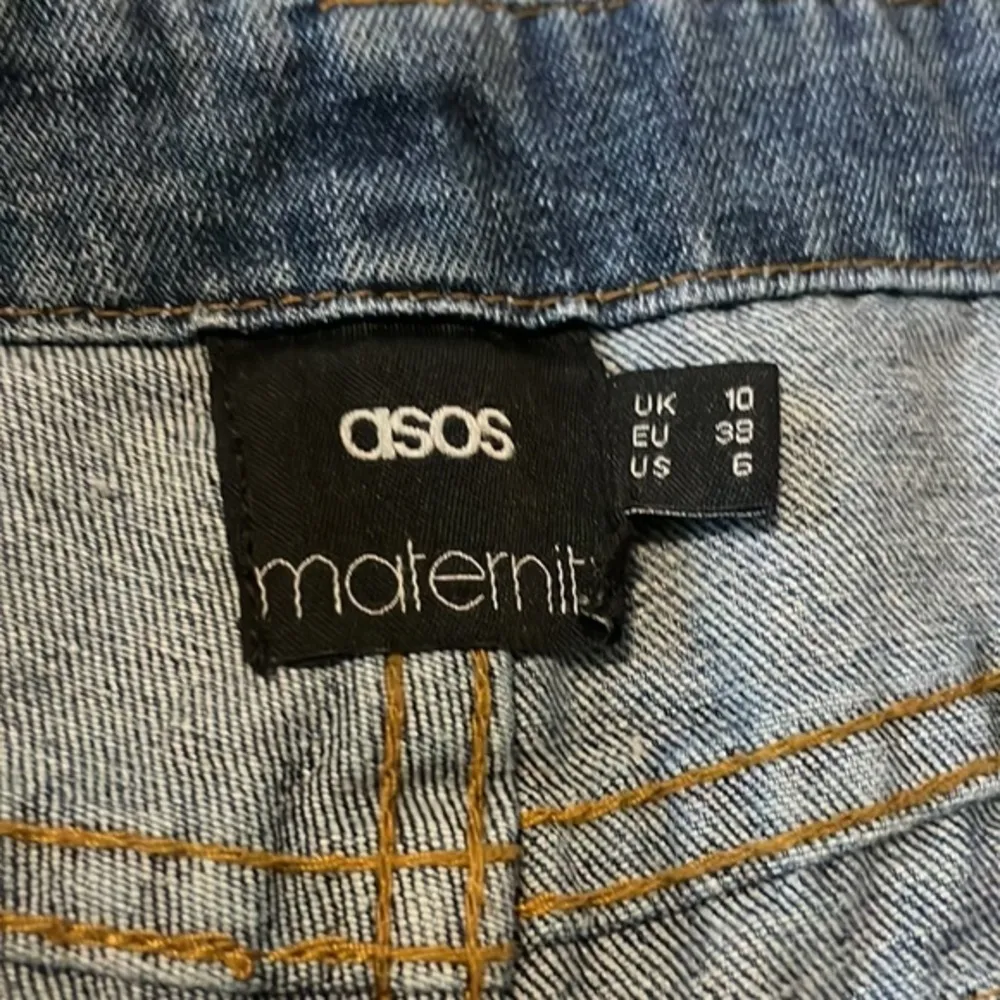 asos
maternit
UK 10
EU 38
US 6